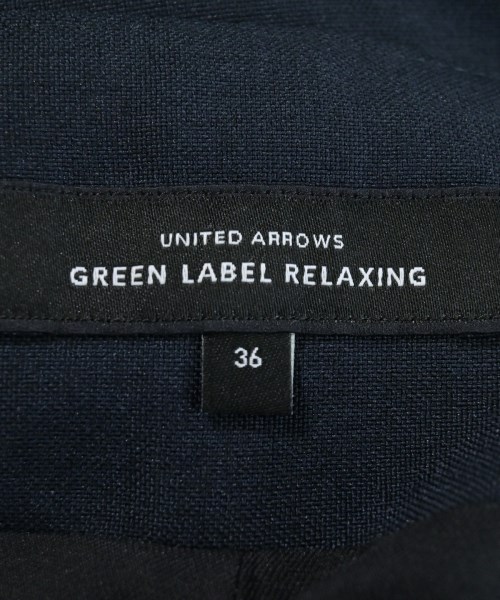 UNITED ARROWS
GREEN LABEL RELAXING
36